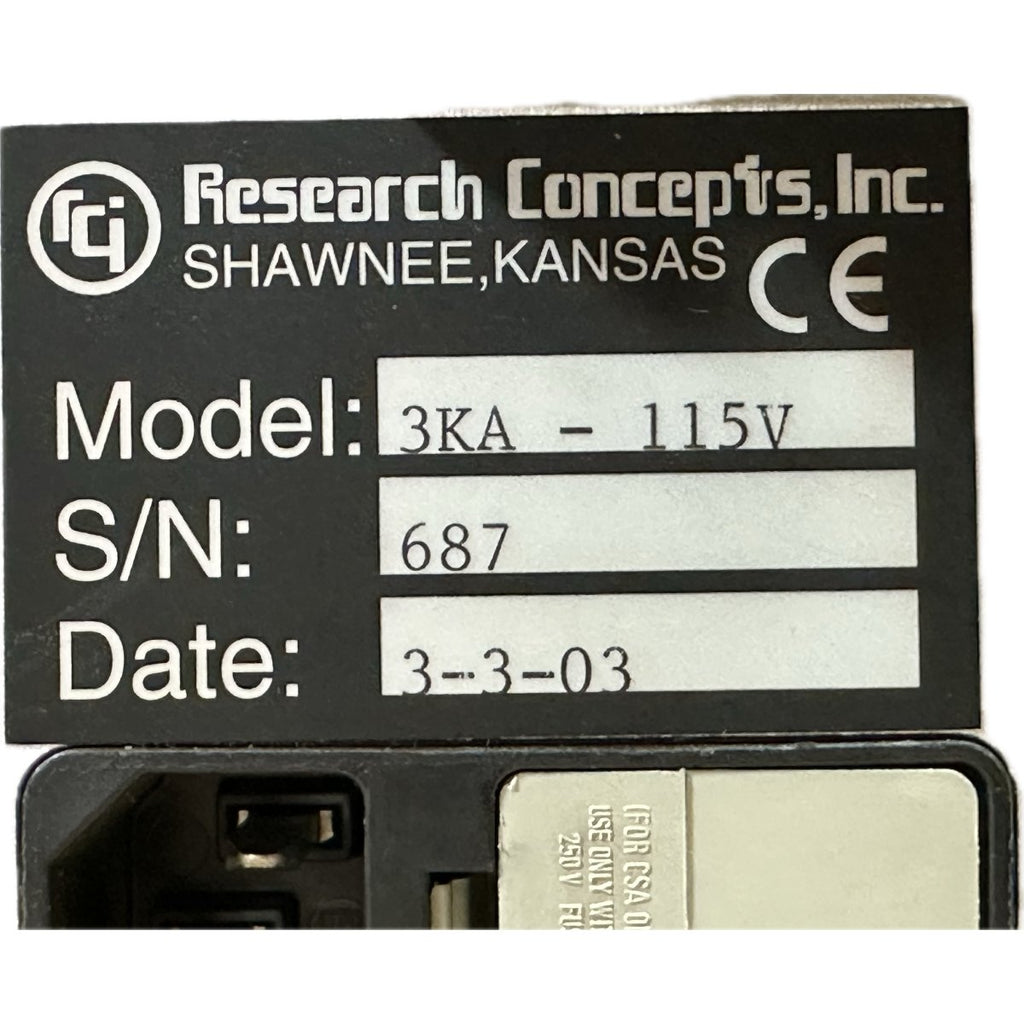 rci Research Concepts, Inc.
SHAWNEE, KANSAS
CE
Model: 3KA - 115V
S/N: 687
Date: 3-3-03
(FOR CSA
USE ONLY
250V